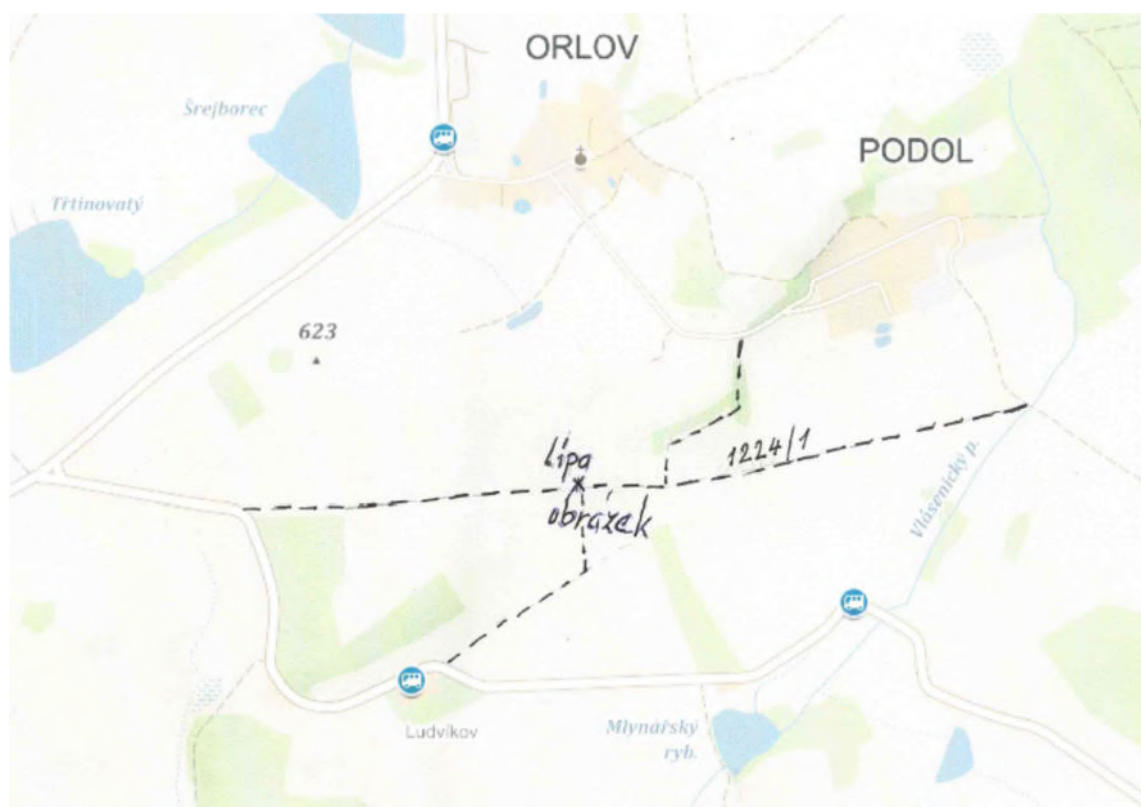 ORLOV
Šrejborec
PODOL
Třtinovatý
623
1224/1
lípa
obrázek
Vlásenický p.
Ludvíkov
Mlynářský
ryb.